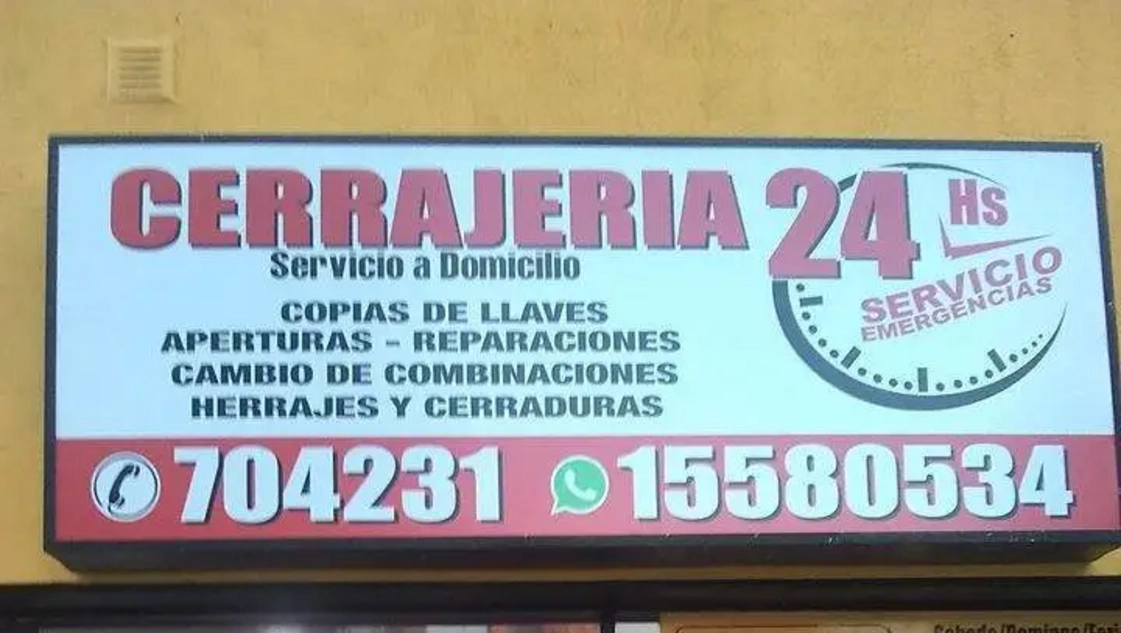 CERRAJERIA 24 Hs
Servicio a Domicilio
SERVICIO
EMERGENCIAS
COPIAS DE LLAVES
APERTURAS - REPARACIONES
CAMBIO DE COMBINACIONES
HERRAJES Y CERRADURAS
704231 15580534